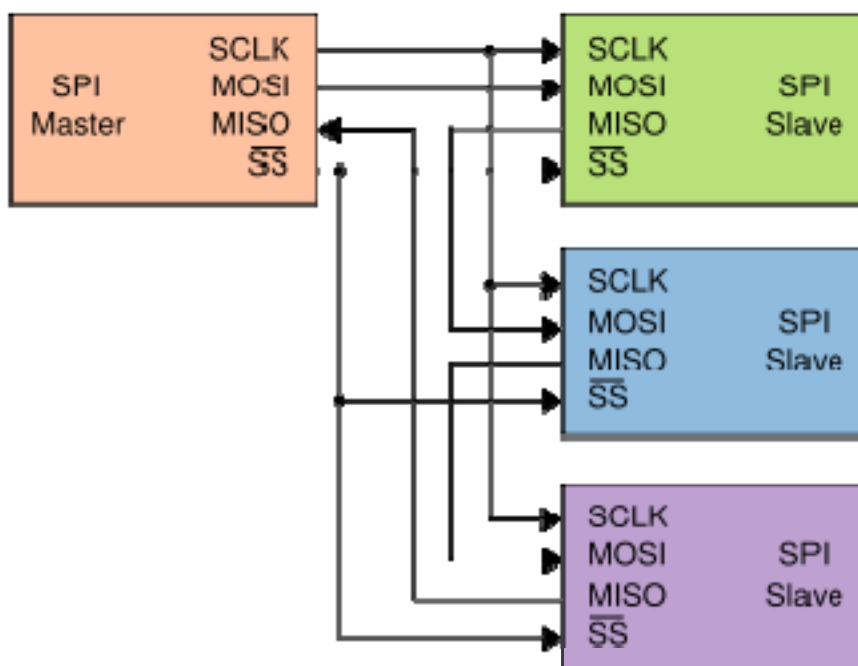 SCLK
SPI MOSI
Master MISO
SS
SCLK
MOSI SPI
MISO Slave
SS
SCLK
MOSI SPI
MISO Slave
SS
SCLK
MOSI SPI
MISO Slave
SS